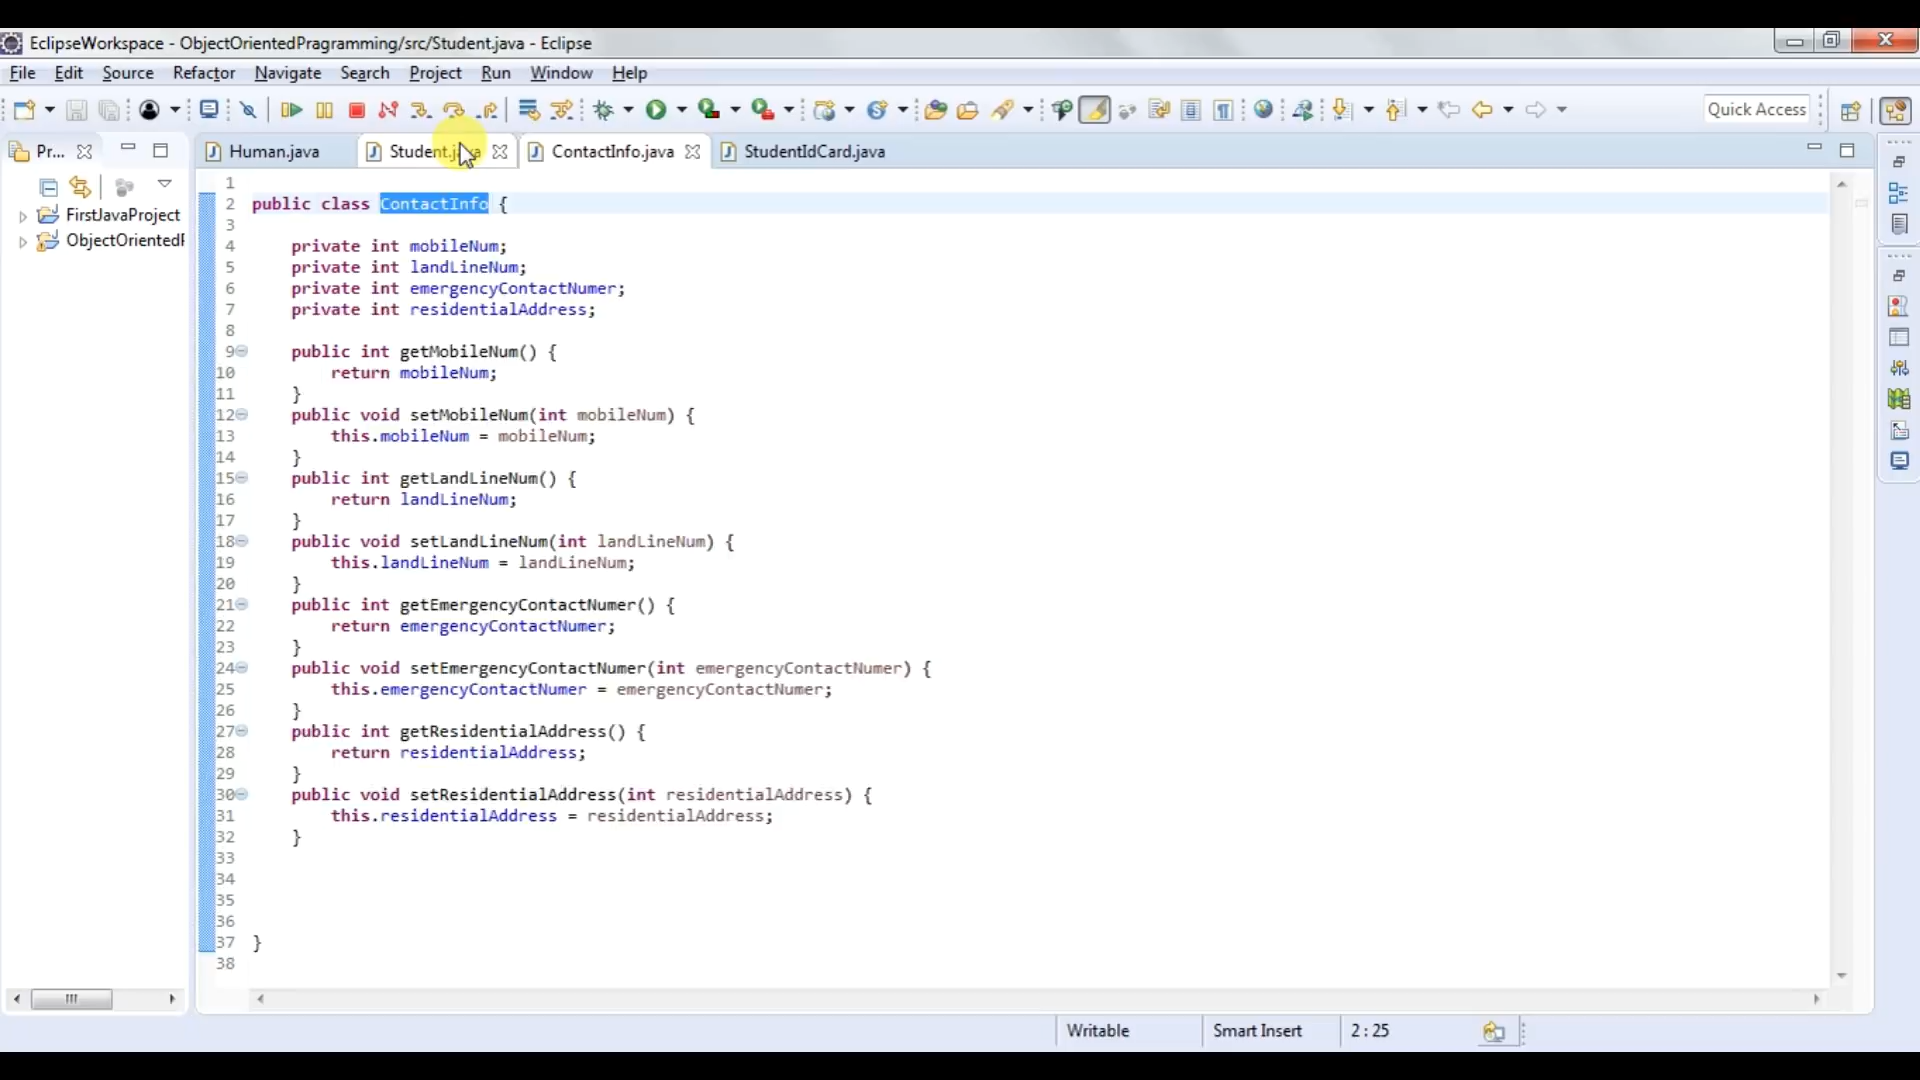 EclipseWorkspace - ObjectOrientedPragramming/src/Student.java - Eclipse
File Edit Source Refactor Navigate Search Project Run Window Help
Quick Access
Pr...
Human.java
Student.java
ContactInfo.java
StudentIdCard.java
FirstJavaProject
ObjectOrientedP
1
2 public class ContactInfo {
3
4 private int mobileNum;
5 private int landLineNum;
6 private int emergencyContactNumer;
7 private int residentialAddress;
8
9 public int getMobileNum() {
10 return mobileNum;
11 }
12 public void setMobileNum(int mobileNum) {
13 this.mobileNum = mobileNum;
14 }
15 public int getLandLineNum() {
16 return landLineNum;
17 }
18 public void setLandLineNum(int landLineNum) {
19 this.landLineNum = landLineNum;
20 }
21 public int getEmergencyContactNumer() {
22 return emergencyContactNumer;
23 }
24 public void setEmergencyContactNumer(int emergencyContactNumer) {
25 this.emergencyContactNumer = emergencyContactNumer;
26 }
27 public int getResidentialAddress() {
28 return residentialAddress;
29 }
30 public void setResidentialAddress(int residentialAddress) {
31 this.residentialAddress = residentialAddress;
32 }
33
34
35
36
37 }
38
Writable
Smart Insert
2 : 25